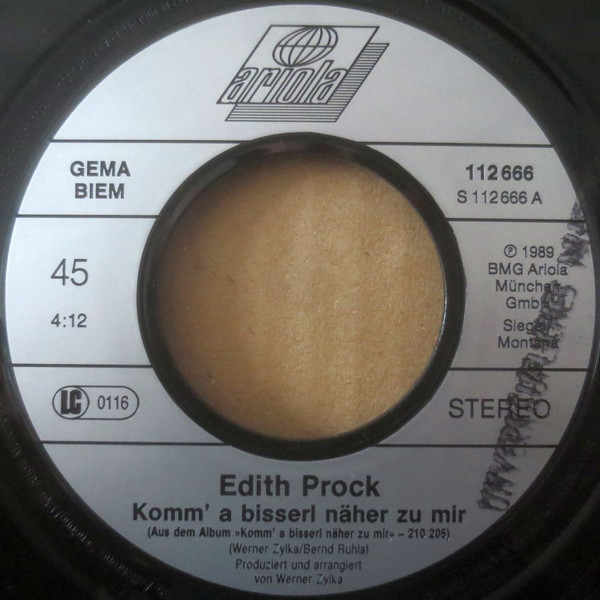 ariola
GEMA
BIEM
112 666
S 112 666 A
45
4:12
℗ 1989
BMG Ariola
München
GmbH
Siegel
Montana
LC 0116
STEREO
Edith Prock
Komm' a bisserl näher zu mir
(Aus dem Album »Komm' a bisserl näher zu mir« – 210 205)
(Werner Zylka/Bernd Ruhla)
Produziert und arrangiert
von Werner Zylka